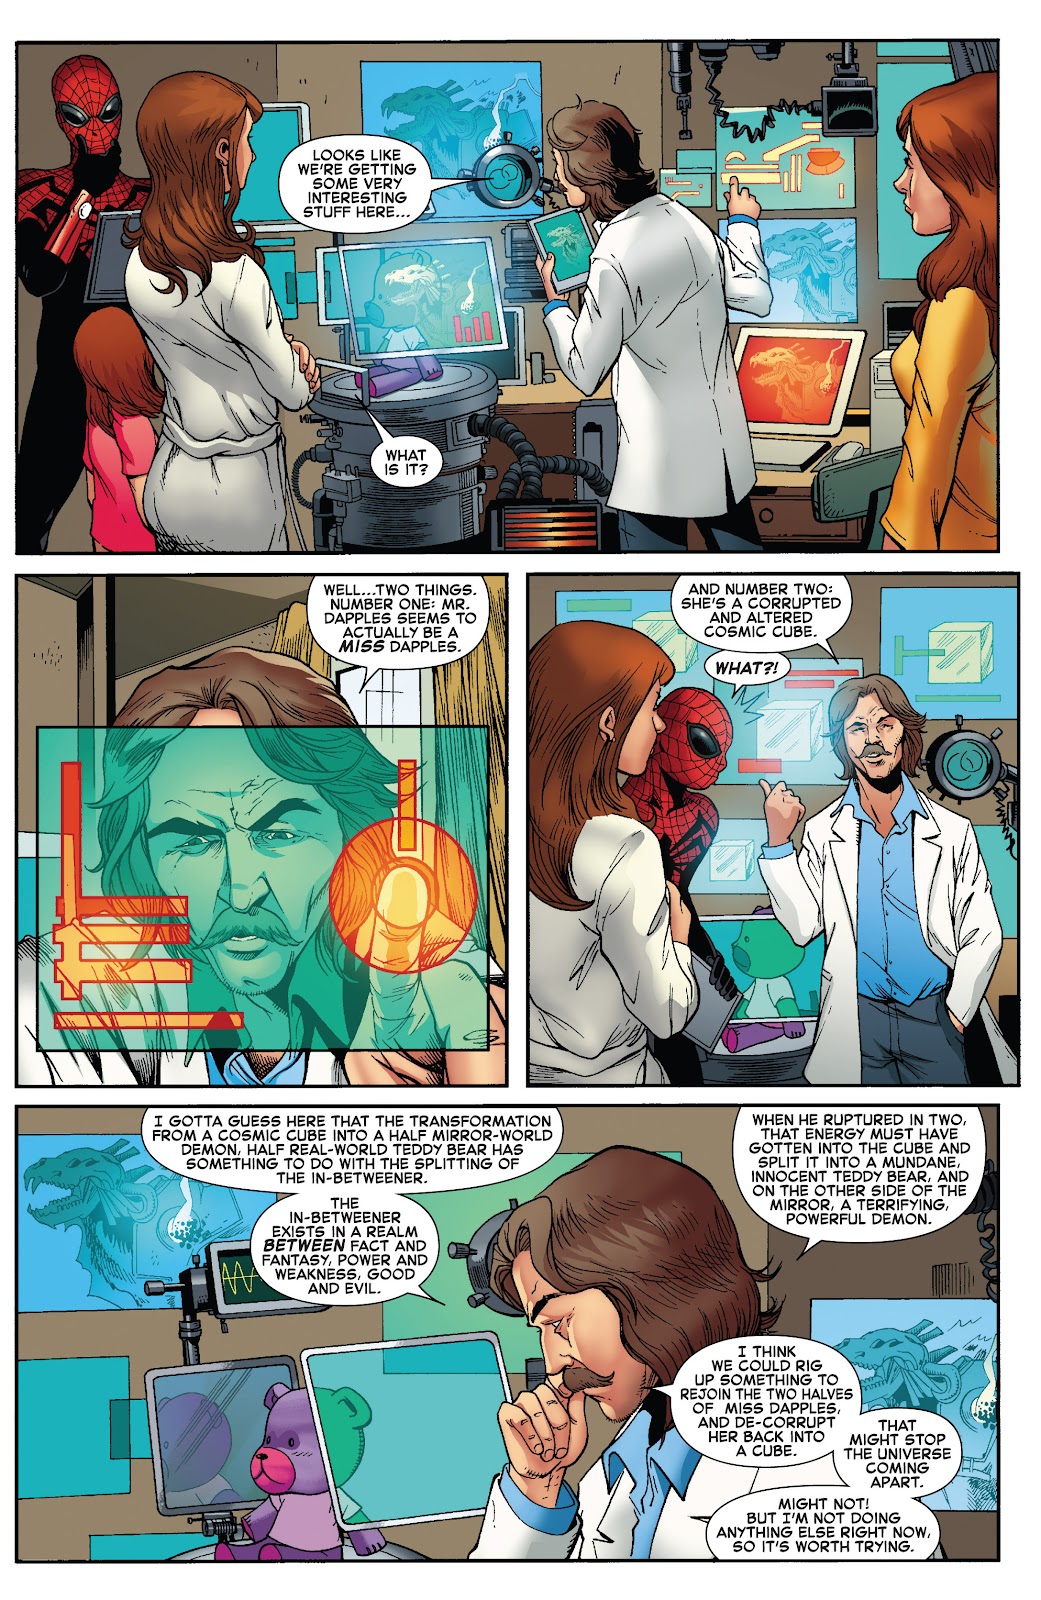 LOOKS LIKE
WE'RE GETTING
SOME VERY
INTERESTING
STUFF HERE...
WHAT
IS IT?
WELL...TWO THINGS.
NUMBER ONE: MR.
DAPPLES SEEMS TO
ACTUALLY BE A
MISS DAPPLES.
AND NUMBER TWO:
SHE'S A CORRUPTED
AND ALTERED
COSMIC CUBE.
WHAT?!
I GOTTA GUESS HERE THAT THE TRANSFORMATION
FROM A COSMIC CUBE INTO A HALF MIRROR-WORLD
DEMON, HALF REAL-WORLD TEDDY BEAR HAS
SOMETHING TO DO WITH THE SPLITTING OF
THE IN-BETWEENER.
THE
IN-BETWEENER
EXISTS IN A REALM
BETWEEN FACT AND
FANTASY, POWER AND
WEAKNESS, GOOD
AND EVIL.
WHEN HE RUPTURED IN TWO,
THAT ENERGY MUST HAVE
GOTTEN INTO THE CUBE AND
SPLIT IT INTO A MUNDANE,
INNOCENT TEDDY BEAR, AND
ON THE OTHER SIDE OF THE
MIRROR, A TERRIFYING,
POWERFUL DEMON.
I THINK
WE COULD RIG
UP SOMETHING TO
REJOIN THE TWO HALVES
OF MISS DAPPLES,
AND DE-CORRUPT
HER BACK INTO
A CUBE.
THAT
MIGHT STOP
THE UNIVERSE
COMING
APART.
MIGHT NOT!
BUT I'M NOT DOING
ANYTHING ELSE RIGHT NOW,
SO IT'S WORTH TRYING.